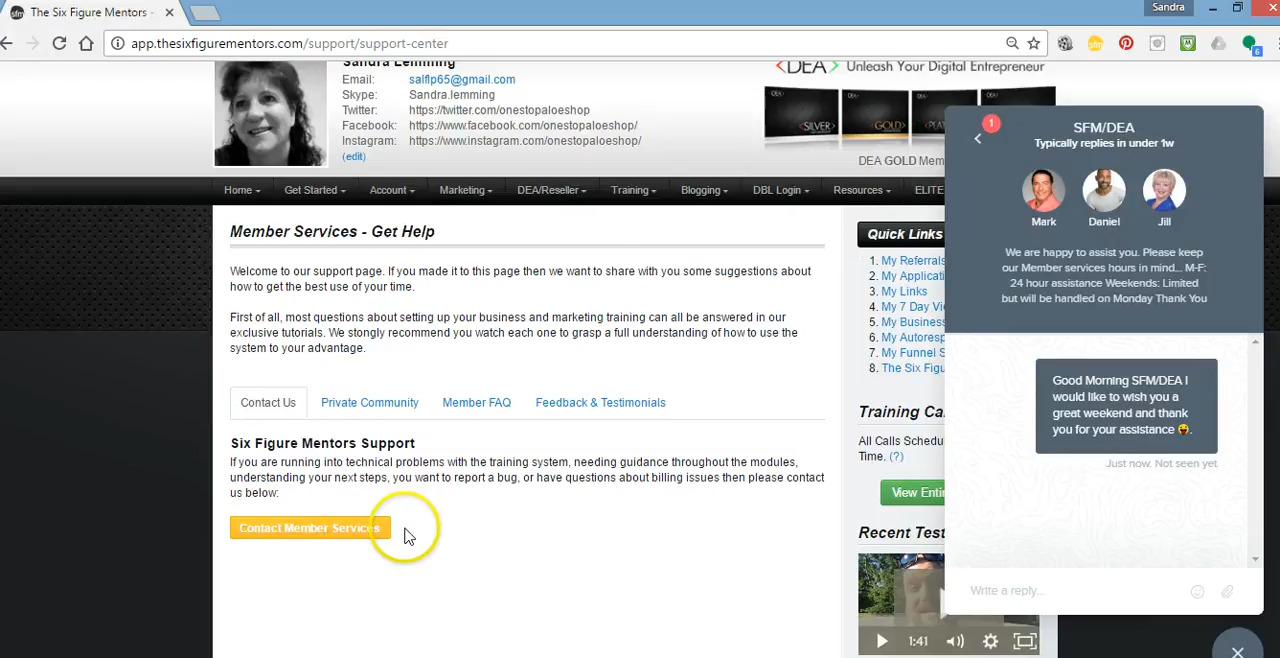 The Six Figure Mentors -
Sandra
app.thesixfigurementors.com/support/support-center
6
Sandra Lemming
Email: salflp65@gmail.com
Skype: Sandra.lemming
Twitter: https://twitter.com/onestopaloeshop
Facebook: https://www.facebook.com/onestopaloeshop/
Instagram: https://www.instagram.com/onestopaloeshop/
(edit)
<DEA> Unleash Your Digital Entrepreneur
SILVER GOLD
DEA GOLD Mem
Home Get Started Account Marketing DEA/Reseller Training Blogging DBL Login Resources ELITE
Member Services - Get Help
Welcome to our support page. If you made it to this page then we want to share with you some suggestions about
how to get the best use of your time.
First of all, most questions about setting up your business and marketing training can all be answered in our
exclusive tutorials. We stongly recommend you watch each one to grasp a full understanding of how to use the
system to your advantage.
Contact Us Private Community Member FAQ Feedback & Testimonials
Six Figure Mentors Support
If you are running into technical problems with the training system, needing guidance throughout the modules,
understanding your next steps, you want to report a bug, or have questions about billing issues then please contact
us below:
Contact Member Services
Quick Links
1. My Referrals
2. My Applicati
3. My Links
4. My 7 Day Vi
5. My Business
6. My Autoresp
7. My Funnel S
8. The Six Figu
Training Ca
All Calls Schedu
Time. (?)
View Enti
Recent Test
1:41
1
SFM/DEA
Typically replies in under 1w
Mark Daniel Jill
We are happy to assist you. Please keep
our Member services hours in mind... M-F:
24 hour assistance Weekends: Limited
but will be handled on Monday Thank You
Good Morning SFM/DEA I
would like to wish you a
great weekend and thank
you for your assistance 😜.
Just now. Not seen yet
Write a reply...